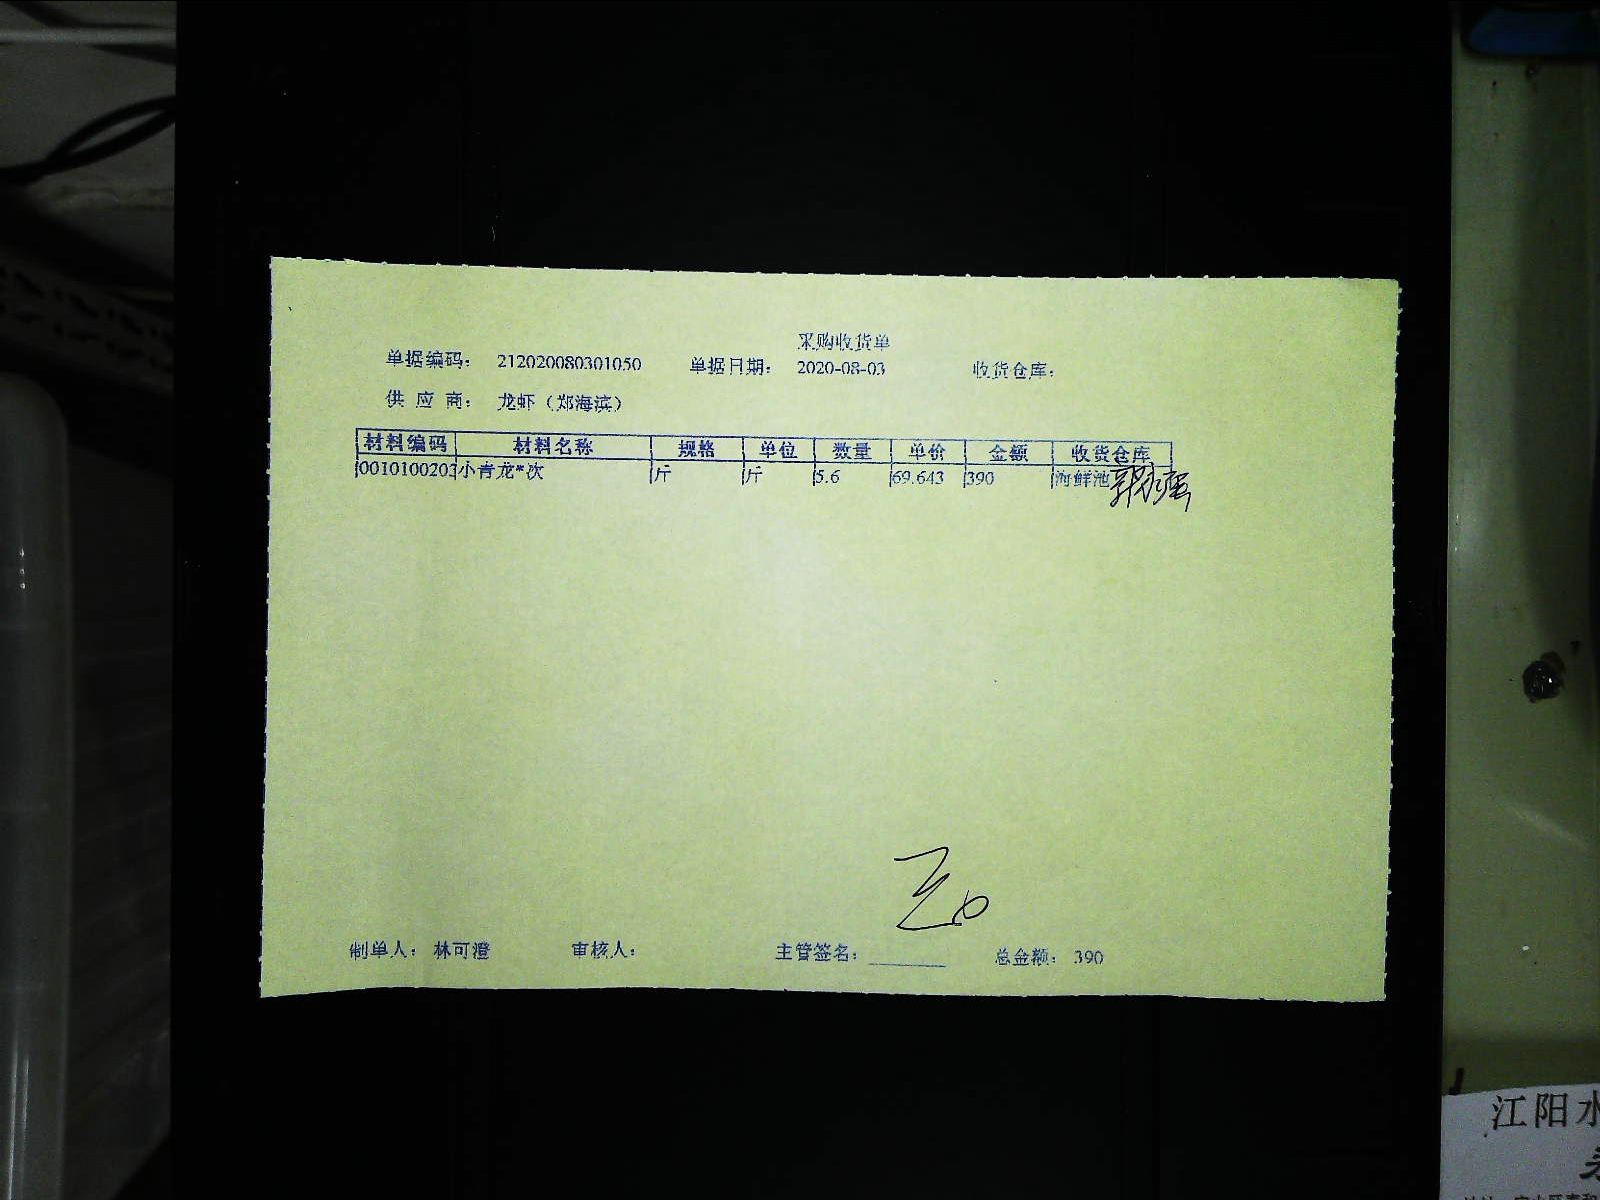 采购收货单
单据编码： 212020080301050 单据日期： 2020-08-03 收货仓库：
供 应 商： 龙虾（郑海滨）
材料编码 材料名称 规格 单位 数量 单价 金额 收货仓库
0010100203 小青龙*次 斤 斤 5.6 69.643 390 海鲜池
制单人： 林可澄 审核人： 主管签名： 总金额： 390
江阳水